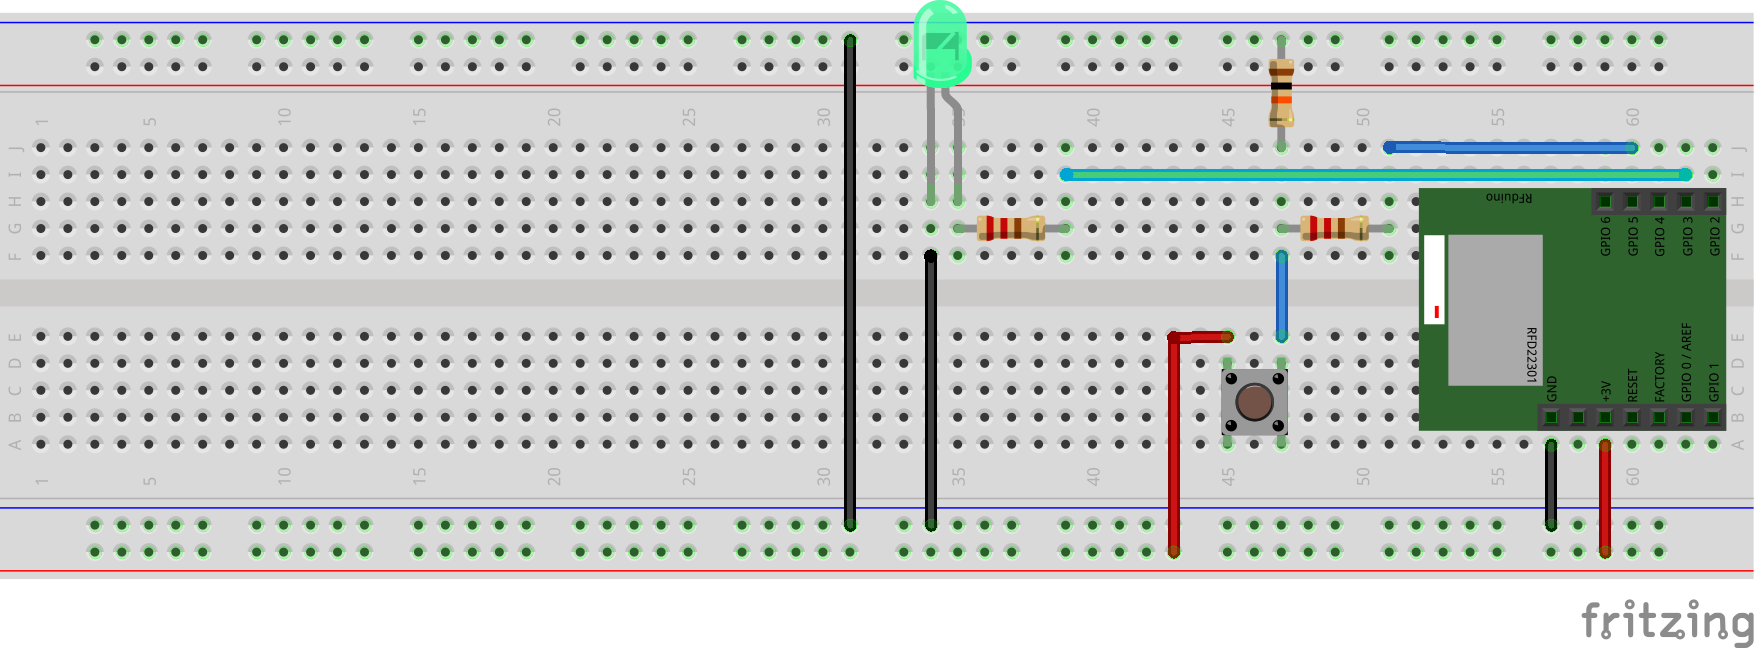 1 5 10 15 20 25 30 35 40 45 50 55 60
J J
I I
RFduino
H H
GPIO 6 GPIO 5 GPIO 4 GPIO 3 GPIO 2
G G
F F
E E
RFD22301
GND +3V RESET FACTORY GPIO 0 / AREF GPIO 1
D D
C C
B B
A A
1 5 10 15 20 25 30 35 40 45 50 55 60
fritzing